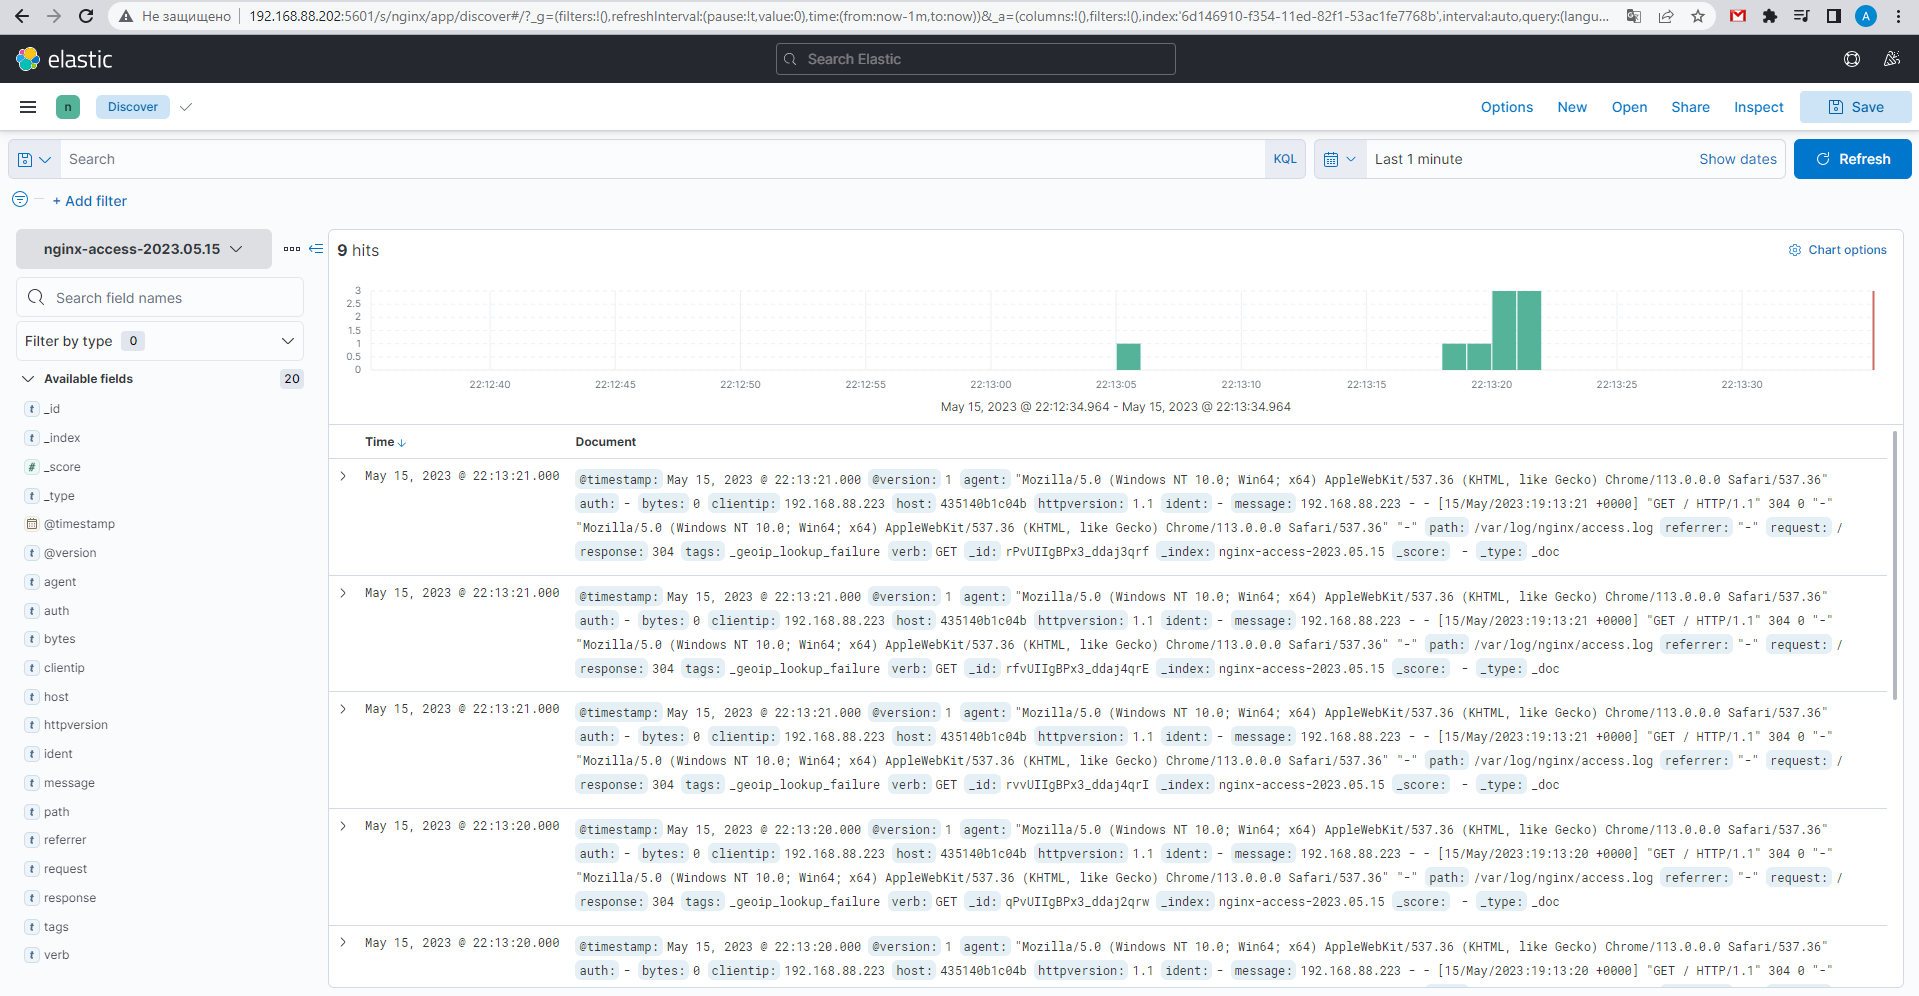 Не защищено 192.168.88.202:5601/s/nginx/app/discover#/?_g=(filters:!(),refreshInterval:(pause:!t,value:0),time:(from:now-1m,to:now))&_a=(columns:!(),filters:!(),index:'6d146910-f354-11ed-82f1-53ac1fe7768b',interval:auto,query:(langu... A
elastic Search Elastic
n Discover Options New Open Share Inspect Save
Search KQL Last 1 minute Show dates Refresh
+ Add filter
nginx-access-2023.05.15
Search field names
Filter by type 0
Available fields 20
t _id
t _index
# _score
t _type
@timestamp
t @version
t agent
t auth
t bytes
t clientip
t host
t httpversion
t ident
t message
t path
t referrer
t request
t response
t tags
t verb
9 hits Chart options
3
2.5
2
1.5
1
0.5
0
22:12:40 22:12:45 22:12:50 22:12:55 22:13:00 22:13:05 22:13:10 22:13:15 22:13:20 22:13:25 22:13:30
May 15, 2023 @ 22:12:34.964 - May 15, 2023 @ 22:13:34.964
Time Document
May 15, 2023 @ 22:13:21.000 @timestamp: May 15, 2023 @ 22:13:21.000 @version: 1 agent: "Mozilla/5.0 (Windows NT 10.0; Win64; x64) AppleWebKit/537.36 (KHTML, like Gecko) Chrome/113.0.0.0 Safari/537.36"
auth: - bytes: 0 clientip: 192.168.88.223 host: 435140b1c04b httpversion: 1.1 ident: - message: 192.168.88.223 - - [15/May/2023:19:13:21 +0000] "GET / HTTP/1.1" 304 0 "-"
"Mozilla/5.0 (Windows NT 10.0; Win64; x64) AppleWebKit/537.36 (KHTML, like Gecko) Chrome/113.0.0.0 Safari/537.36" "-" path: /var/log/nginx/access.log referrer: "-" request: /
response: 304 tags: _geoip_lookup_failure verb: GET _id: rPvUIIgBPx3_ddaj3qrf _index: nginx-access-2023.05.15 _score: - _type: _doc
May 15, 2023 @ 22:13:21.000 @timestamp: May 15, 2023 @ 22:13:21.000 @version: 1 agent: "Mozilla/5.0 (Windows NT 10.0; Win64; x64) AppleWebKit/537.36 (KHTML, like Gecko) Chrome/113.0.0.0 Safari/537.36"
auth: - bytes: 0 clientip: 192.168.88.223 host: 435140b1c04b httpversion: 1.1 ident: - message: 192.168.88.223 - - [15/May/2023:19:13:21 +0000] "GET / HTTP/1.1" 304 0 "-"
"Mozilla/5.0 (Windows NT 10.0; Win64; x64) AppleWebKit/537.36 (KHTML, like Gecko) Chrome/113.0.0.0 Safari/537.36" "-" path: /var/log/nginx/access.log referrer: "-" request: /
response: 304 tags: _geoip_lookup_failure verb: GET _id: rfvUIIgBPx3_ddaj4qrE _index: nginx-access-2023.05.15 _score: - _type: _doc
May 15, 2023 @ 22:13:21.000 @timestamp: May 15, 2023 @ 22:13:21.000 @version: 1 agent: "Mozilla/5.0 (Windows NT 10.0; Win64; x64) AppleWebKit/537.36 (KHTML, like Gecko) Chrome/113.0.0.0 Safari/537.36"
auth: - bytes: 0 clientip: 192.168.88.223 host: 435140b1c04b httpversion: 1.1 ident: - message: 192.168.88.223 - - [15/May/2023:19:13:21 +0000] "GET / HTTP/1.1" 304 0 "-"
"Mozilla/5.0 (Windows NT 10.0; Win64; x64) AppleWebKit/537.36 (KHTML, like Gecko) Chrome/113.0.0.0 Safari/537.36" "-" path: /var/log/nginx/access.log referrer: "-" request: /
response: 304 tags: _geoip_lookup_failure verb: GET _id: rvvUIIgBPx3_ddaj4qrI _index: nginx-access-2023.05.15 _score: - _type: _doc
May 15, 2023 @ 22:13:20.000 @timestamp: May 15, 2023 @ 22:13:20.000 @version: 1 agent: "Mozilla/5.0 (Windows NT 10.0; Win64; x64) AppleWebKit/537.36 (KHTML, like Gecko) Chrome/113.0.0.0 Safari/537.36"
auth: - bytes: 0 clientip: 192.168.88.223 host: 435140b1c04b httpversion: 1.1 ident: - message: 192.168.88.223 - - [15/May/2023:19:13:20 +0000] "GET / HTTP/1.1" 304 0 "-"
"Mozilla/5.0 (Windows NT 10.0; Win64; x64) AppleWebKit/537.36 (KHTML, like Gecko) Chrome/113.0.0.0 Safari/537.36" "-" path: /var/log/nginx/access.log referrer: "-" request: /
response: 304 tags: _geoip_lookup_failure verb: GET _id: qPvUIIgBPx3_ddaj2qrw _index: nginx-access-2023.05.15 _score: - _type: _doc
May 15, 2023 @ 22:13:20.000 @timestamp: May 15, 2023 @ 22:13:20.000 @version: 1 agent: "Mozilla/5.0 (Windows NT 10.0; Win64; x64) AppleWebKit/537.36 (KHTML, like Gecko) Chrome/113.0.0.0 Safari/537.36"
auth: - bytes: 0 clientip: 192.168.88.223 host: 435140b1c04b httpversion: 1.1 ident: - message: 192.168.88.223 - - [15/May/2023:19:13:20 +0000] "GET / HTTP/1.1" 304 0 "-"